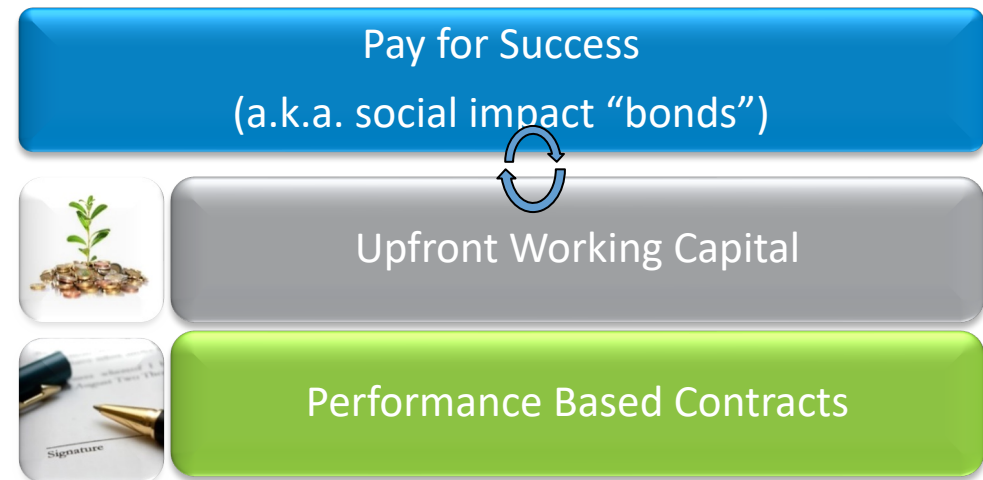 Pay for Success
(a.k.a. social impact “bonds”)
Upfront Working Capital
Performance Based Contracts
Signature